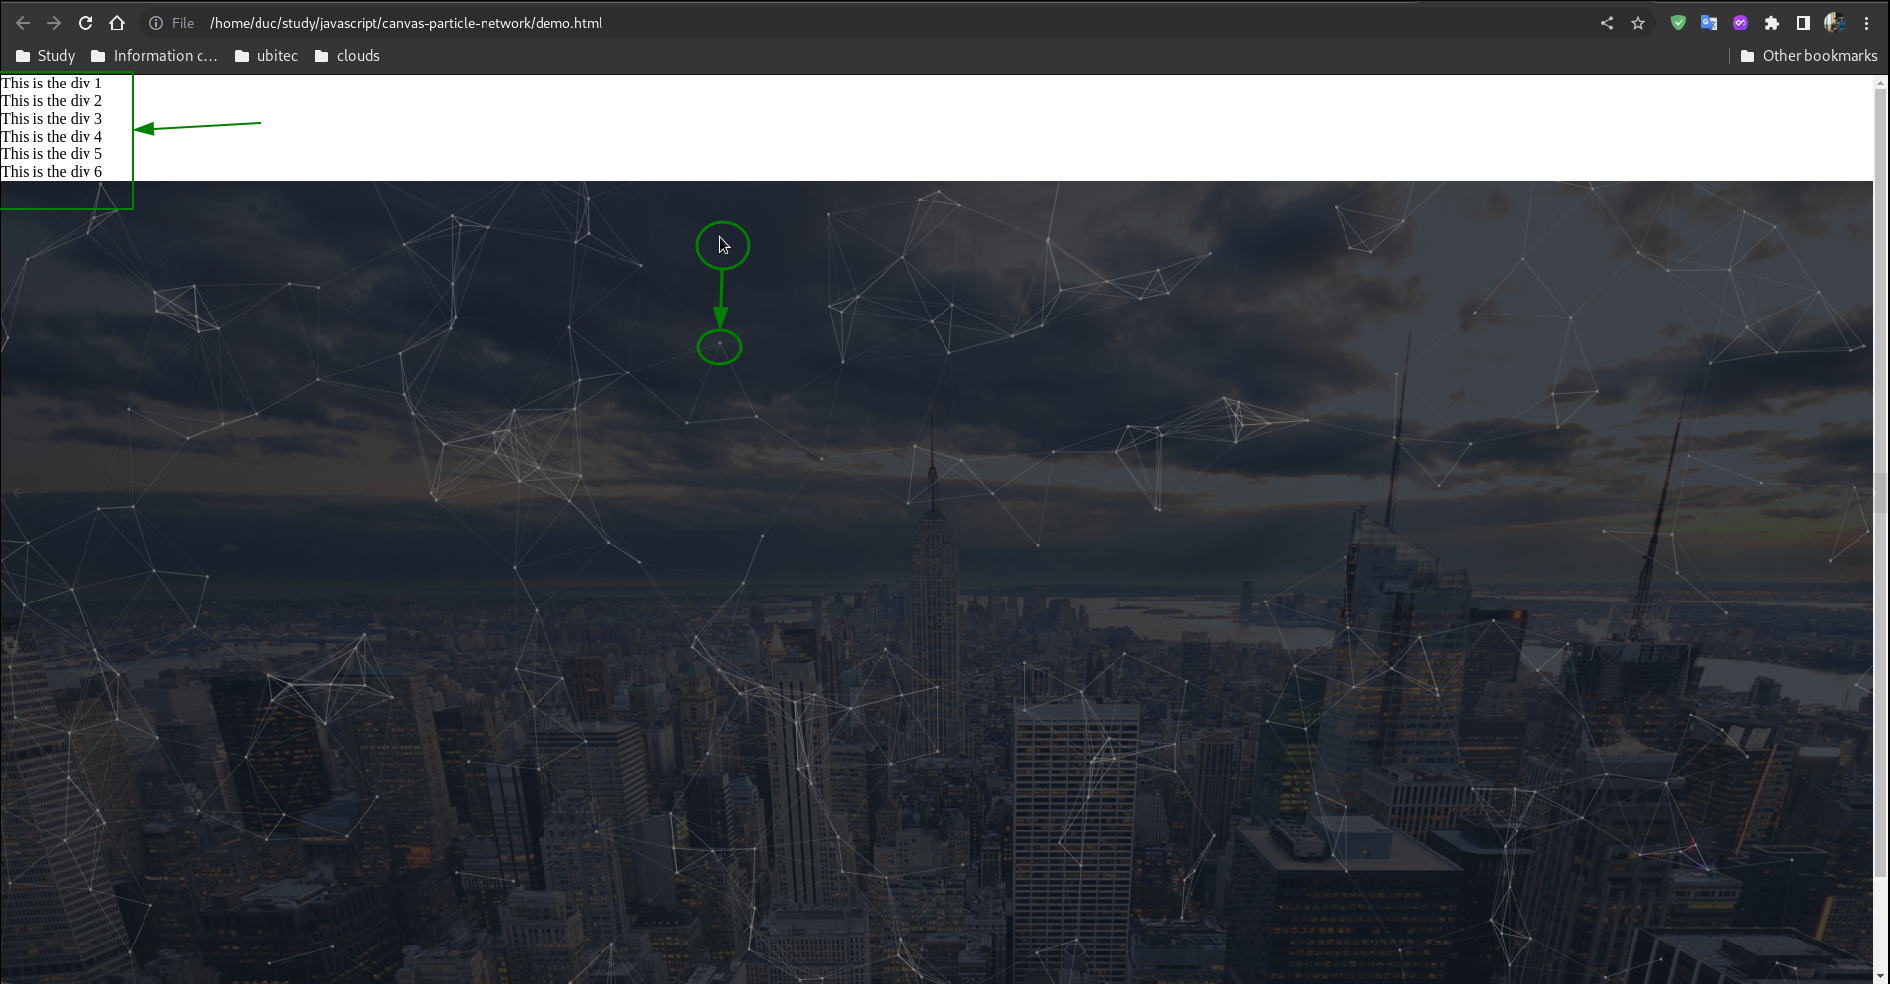 File /home/duc/study/javascript/canvas-particle-network/demo.html
Study Information c... ubitec clouds Other bookmarks
This is the div 1
This is the div 2
This is the div 3
This is the div 4
This is the div 5
This is the div 6